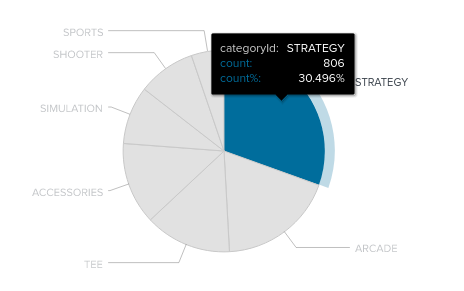 SPORTS
SHOOTER
SIMULATION
ACCESSORIES
TEE
categoryId: STRATEGY
count: 806
count%: 30.496%
STRATEGY
ARCADE